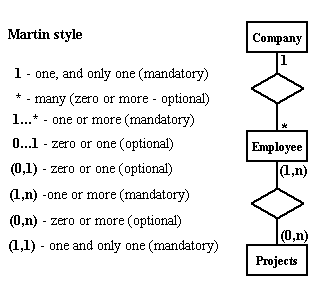 Martin style
1 - one, and only one (mandatory)
* - many (zero or more - optional)
1...* - one or more (mandatory)
0...1 - zero or one (optional)
(0,1) - zero or one (optional)
(1,n) -one or more (mandatory)
(0,n) - zero or more (optional)
(1,1) - one and only one (mandatory)
Company
1
*
Employee
(1,n)
(0,n)
Projects